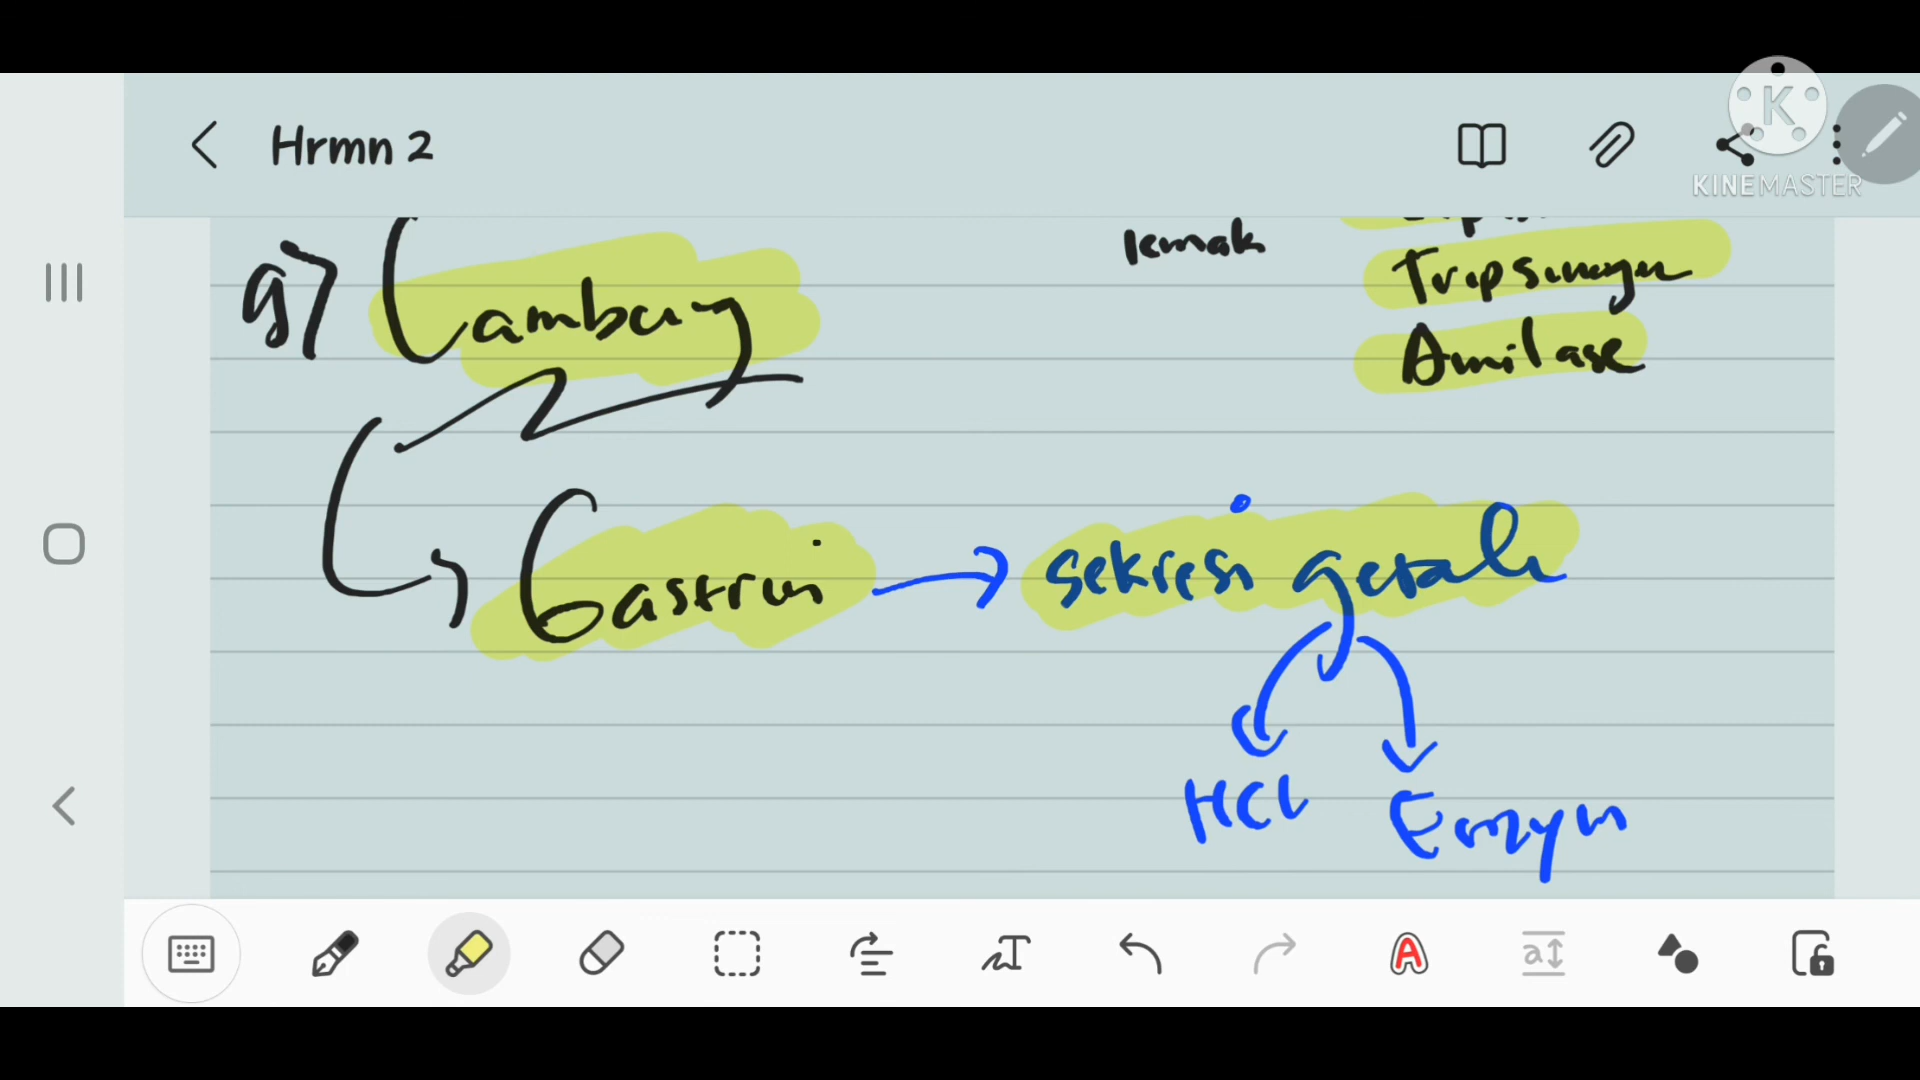 Hrmn 2
KINEMASTER
lemak
Tripsinogen
Amilase
g) Lambung
Gastrin → sekresi getah
HCL Enzym